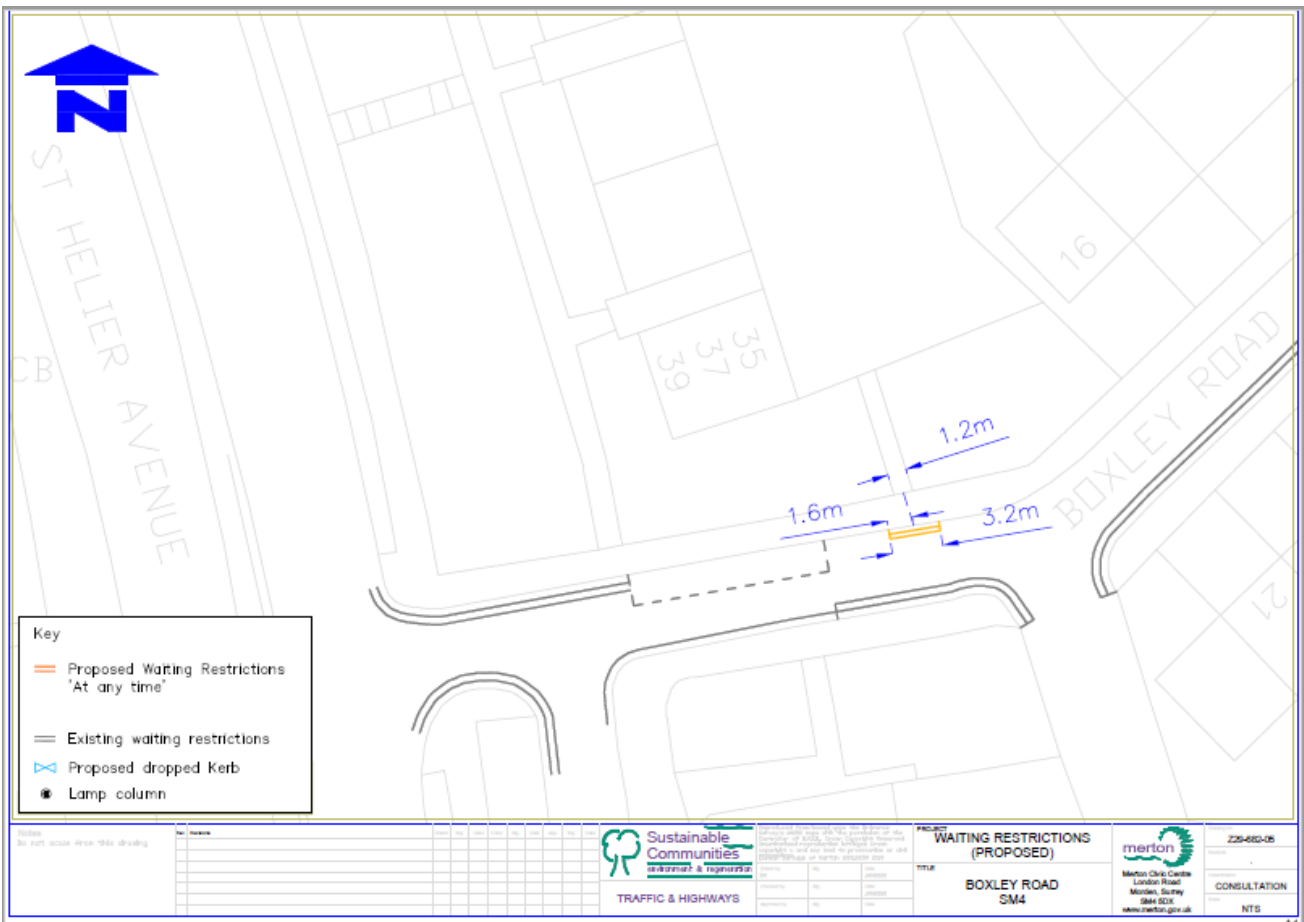 N
ST HELIER AVENUE
CB
39
37
35
16
BOXLEY ROAD
21
1.2m
1.6m
3.2m
Key
Proposed Waiting Restrictions
"At any time"
Existing waiting restrictions
Proposed dropped Kerb
Lamp column
Notes
Do not scale from this drawing
Sustainable
Communities
environment & regeneration
TRAFFIC & HIGHWAYS
PROJECT
WAITING RESTRICTIONS
(PROPOSED)
TITLE
BOXLEY ROAD
SM4
merton
Merton Civic Centre
London Road
Morden, Surrey
SM4 5DX
www.merton.gov.uk
Z29-682-06
CONSULTATION
NTS